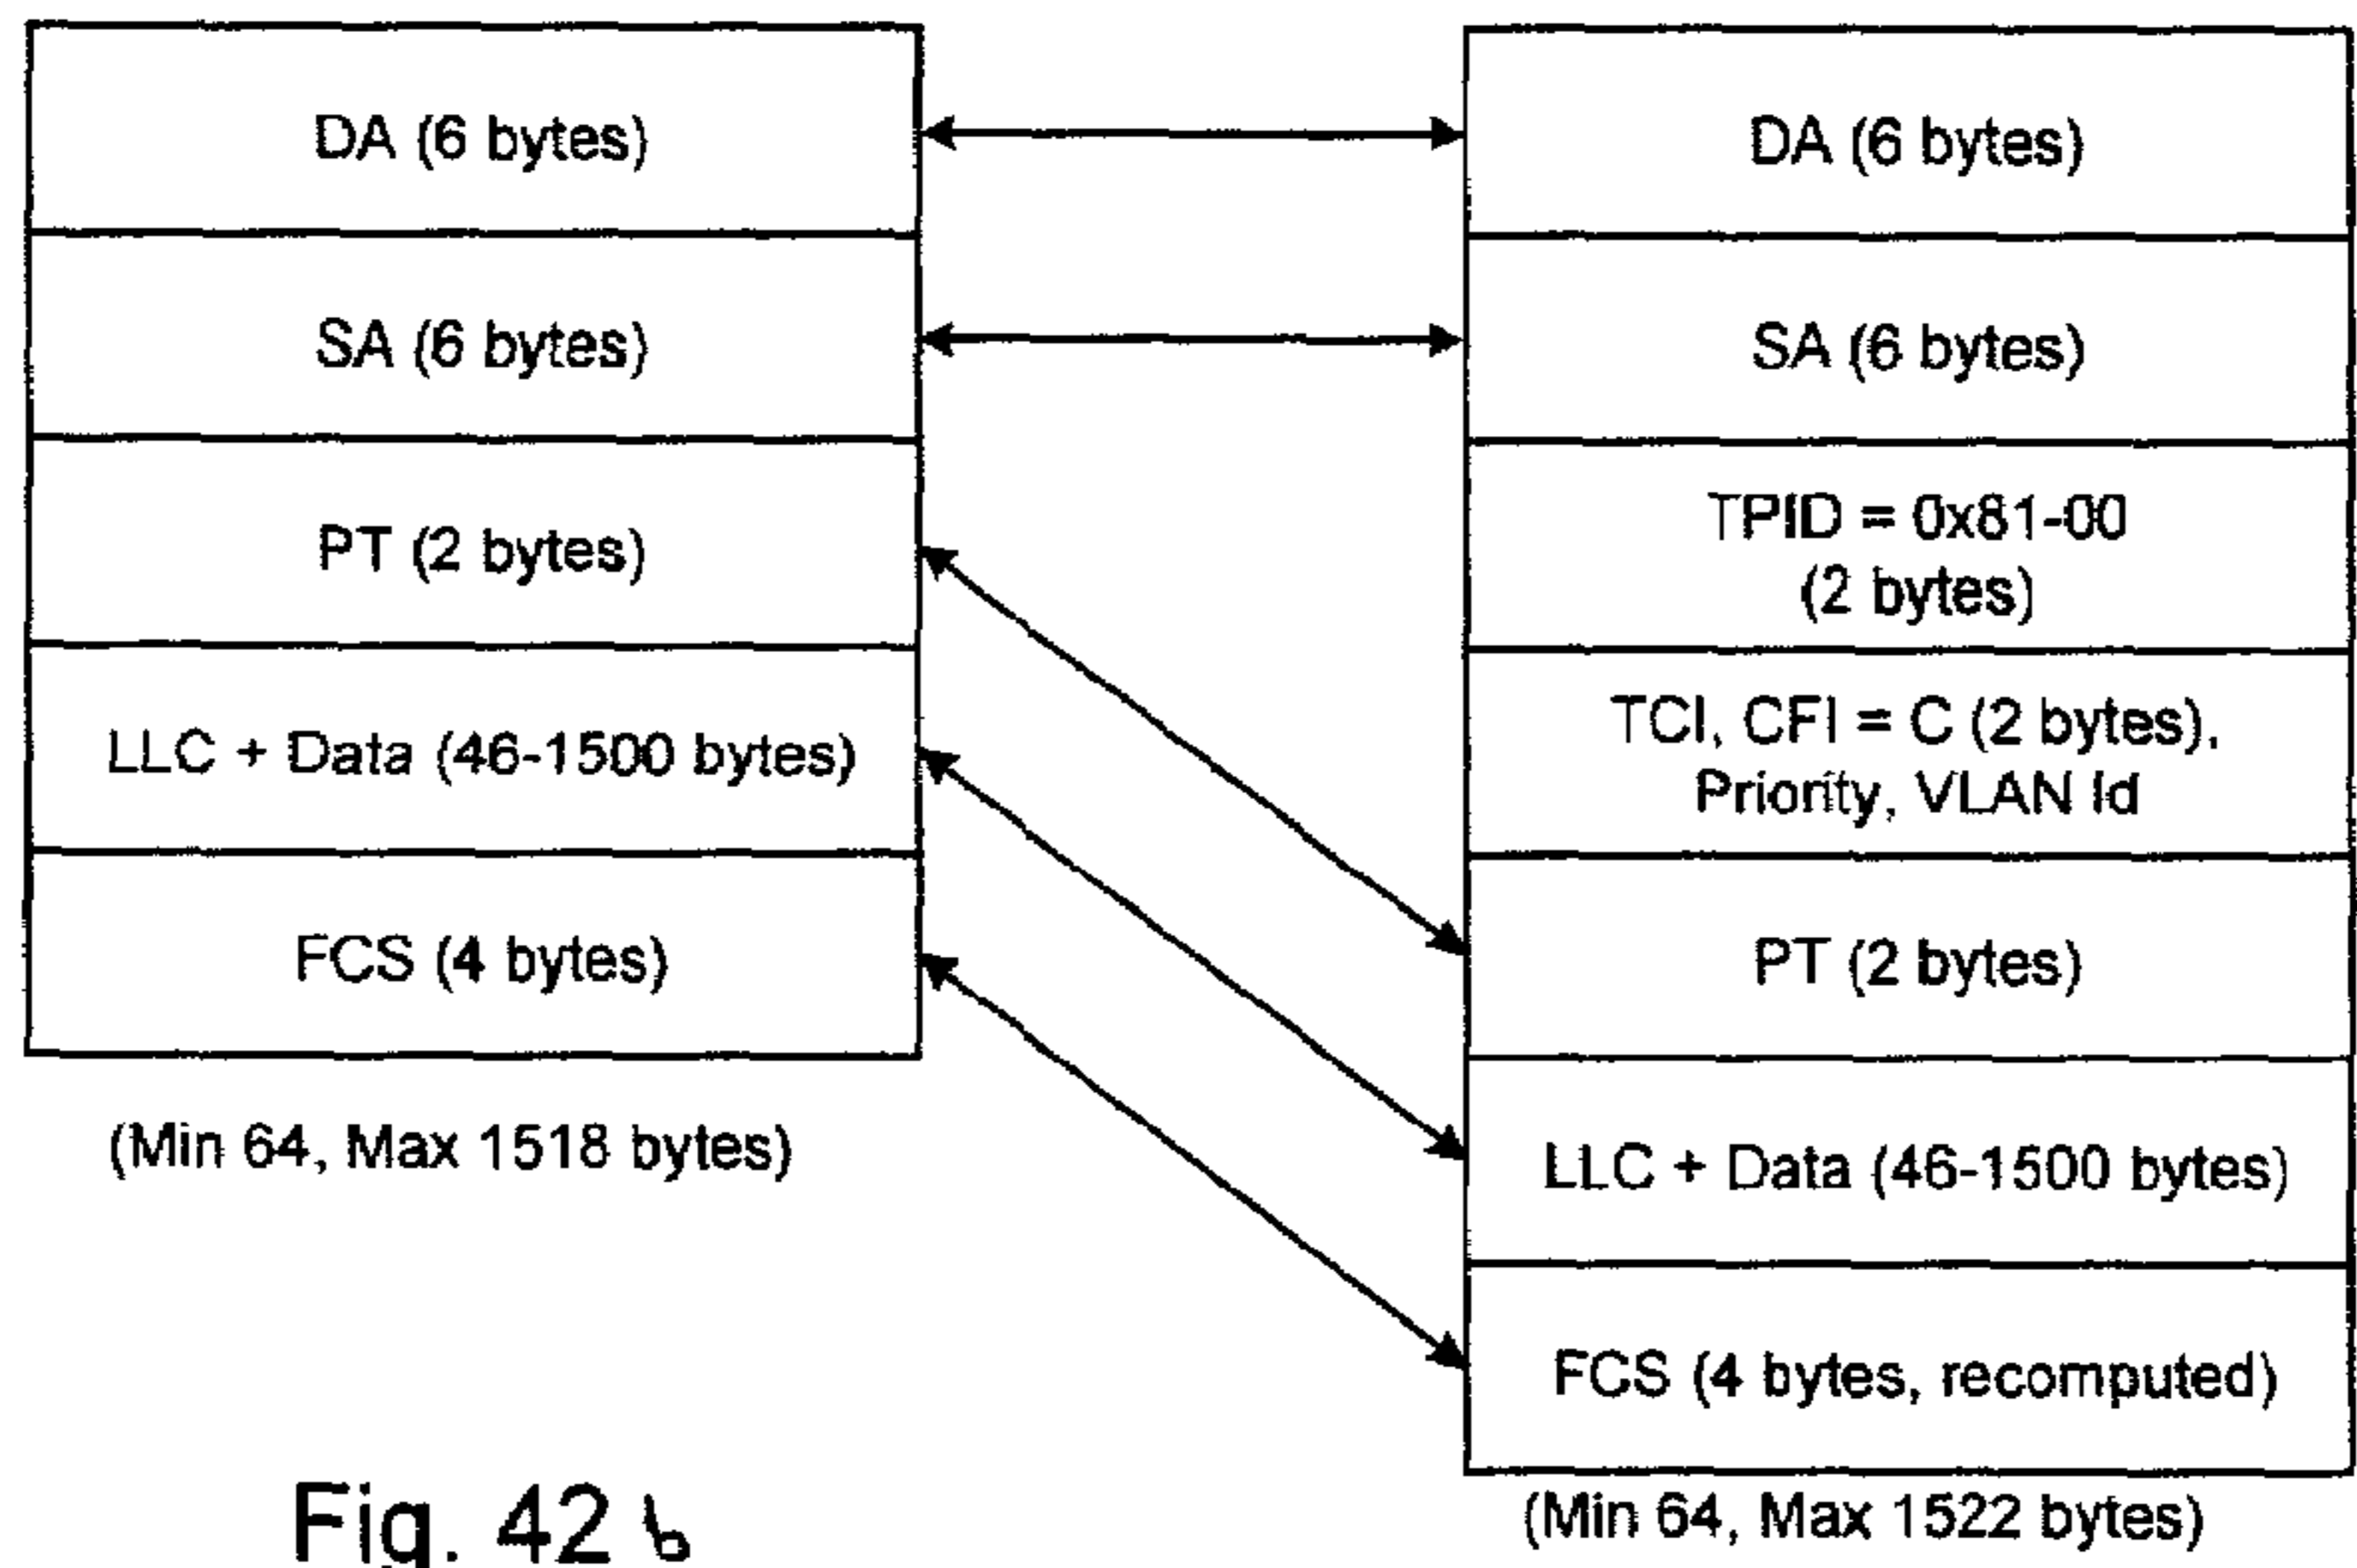 DA (6 bytes)
SA (6 bytes)
PT (2 bytes)
LLC + Data (46-1500 bytes)
FCS (4 bytes)
(Min 64, Max 1518 bytes)
DA (6 bytes)
SA (6 bytes)
TPID = 0x81-00
(2 bytes)
TCI, CFI = C (2 bytes),
Priority, VLAN Id
PT (2 bytes)
LLC + Data (46-1500 bytes)
FCS (4 bytes, recomputed)
(Min 64, Max 1522 bytes)
Fig. 42 b